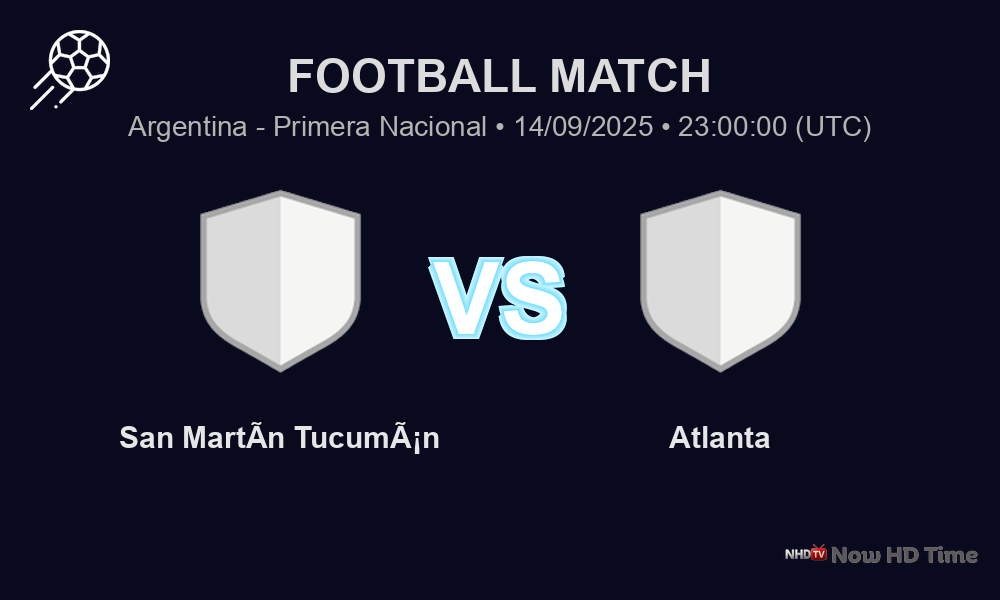 FOOTBALL MATCH
Argentina - Primera Nacional • 14/09/2025 • 23:00:00 (UTC)
VS
San MartÃn TucumÃ¡n
Atlanta
NHDTV Now HD Time